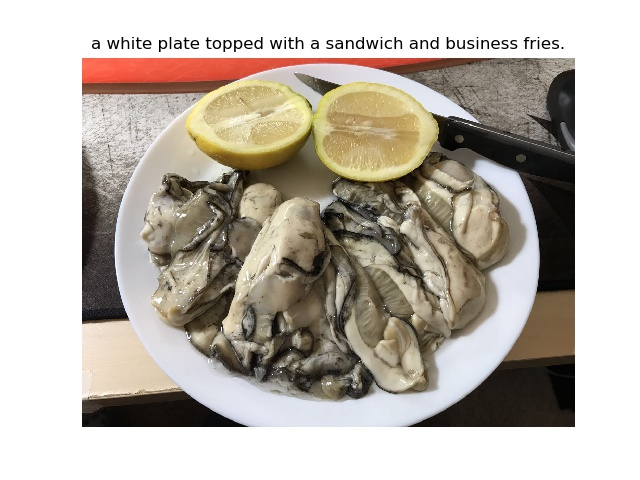 a white plate topped with a sandwich and business fries.